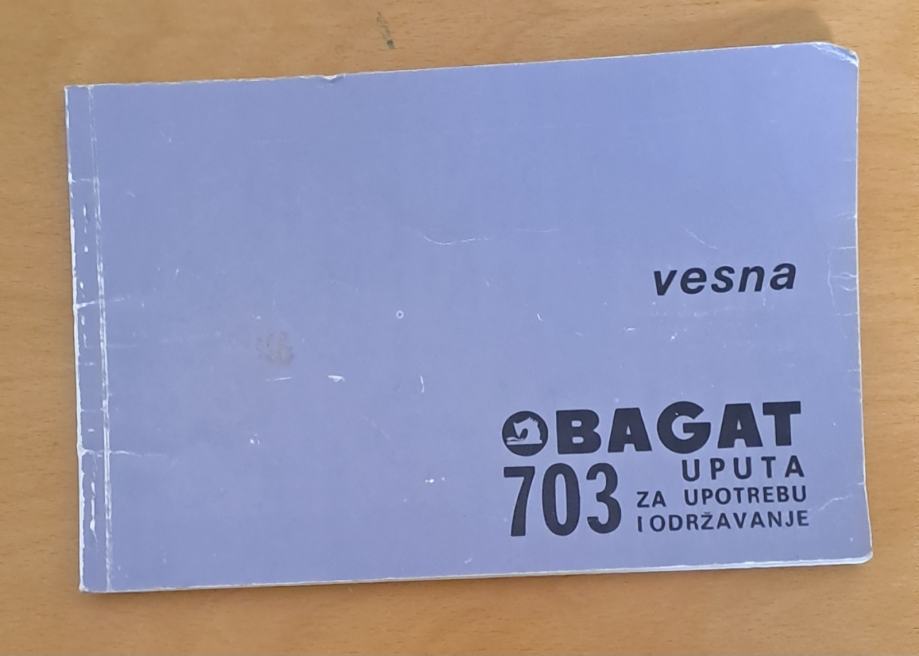 vesna
BAGAT
703
UPUTA
ZA UPOTREBU
I ODRŽAVANJE